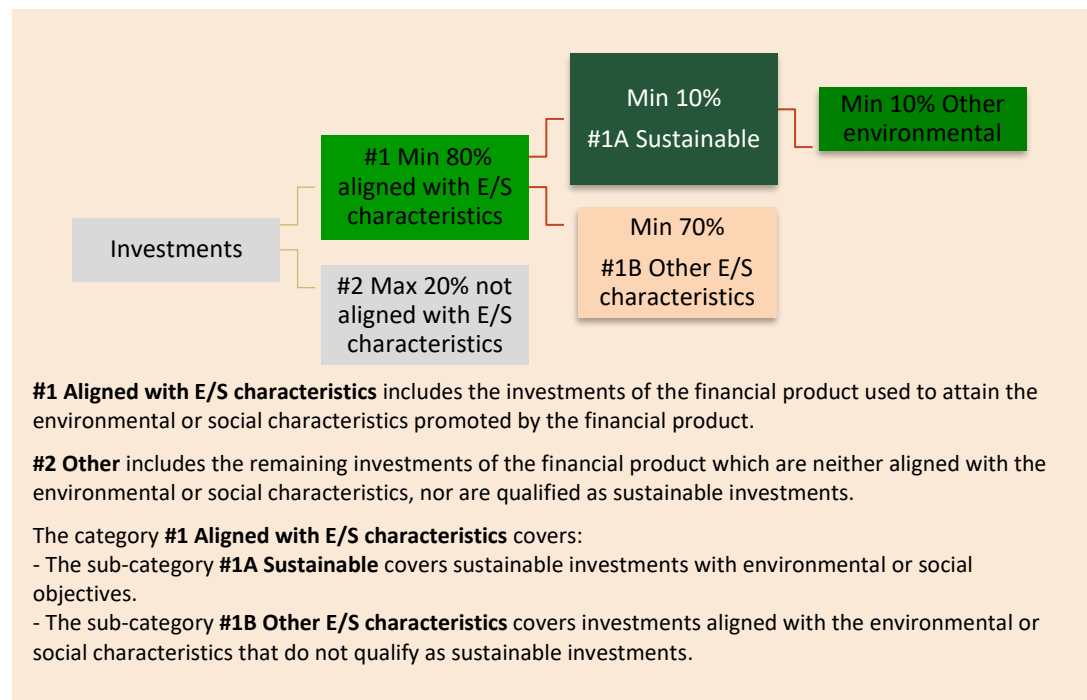 Investments
#1 Min 80%
aligned with E/S
characteristics
#2 Max 20% not
aligned with E/S
characteristics
Min 10%
#1A Sustainable
Min 70%
#1B Other E/S
characteristics
Min 10% Other
environmental
#1 Aligned with E/S characteristics includes the investments of the financial product used to attain the
environmental or social characteristics promoted by the financial product.
#2 Other includes the remaining investments of the financial product which are neither aligned with the
environmental or social characteristics, nor are qualified as sustainable investments.
The category #1 Aligned with E/S characteristics covers:
- The sub-category #1A Sustainable covers sustainable investments with environmental or social
objectives.
- The sub-category #1B Other E/S characteristics covers investments aligned with the environmental or
social characteristics that do not qualify as sustainable investments.